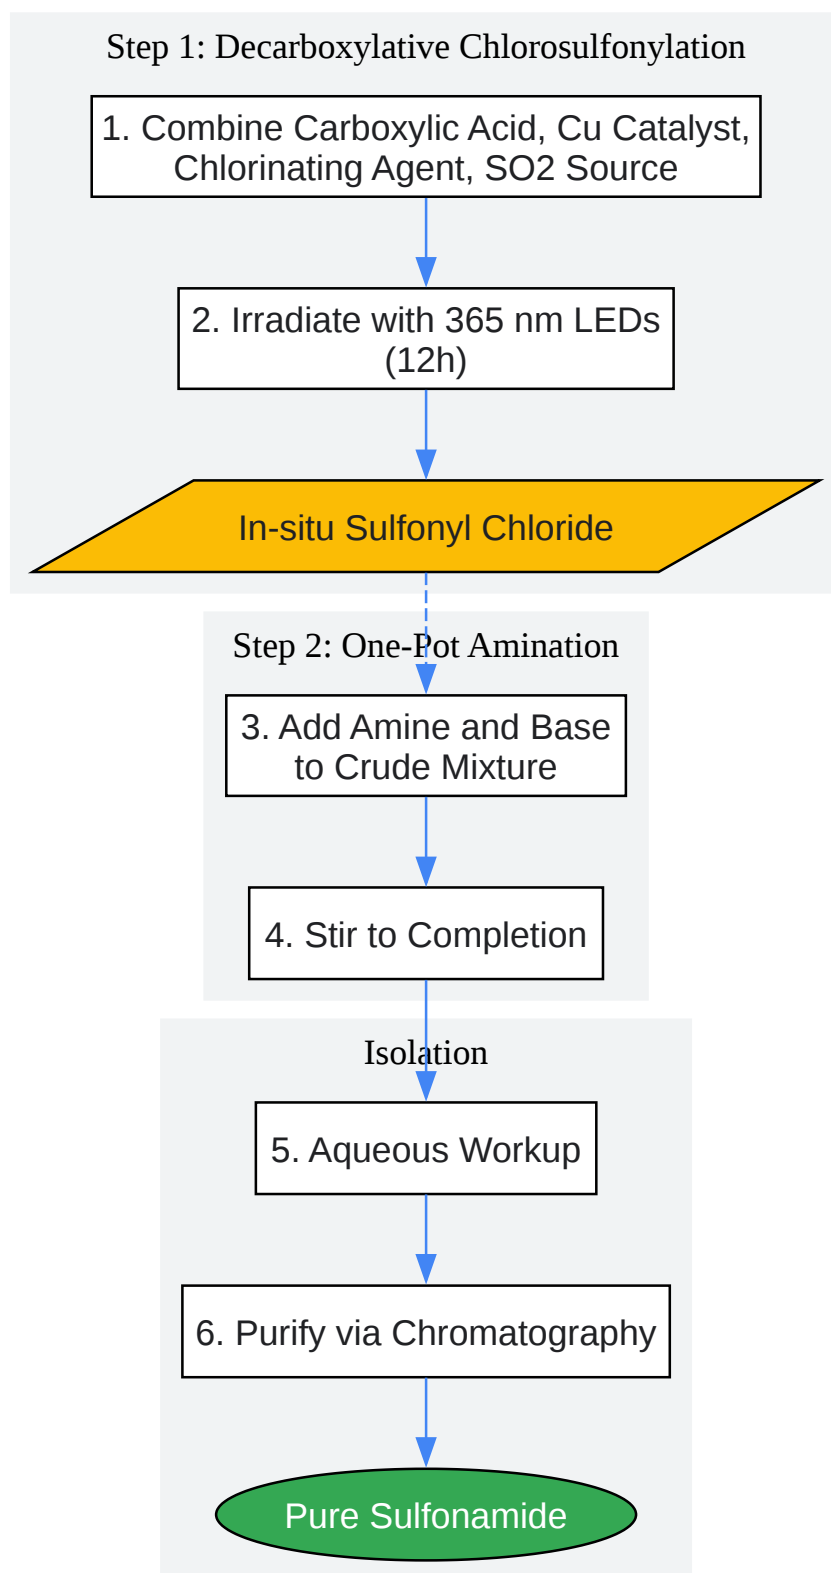 Step 1: Decarboxylative Chlorosulfonylation
1. Combine Carboxylic Acid, Cu Catalyst,
Chlorinating Agent, SO2 Source
2. Irradiate with 365 nm LEDs
(12h)
In-situ Sulfonyl Chloride
Step 2: One-Pot Amination
3. Add Amine and Base
to Crude Mixture
4. Stir to Completion
Isolation
5. Aqueous Workup
6. Purify via Chromatography
Pure Sulfonamide